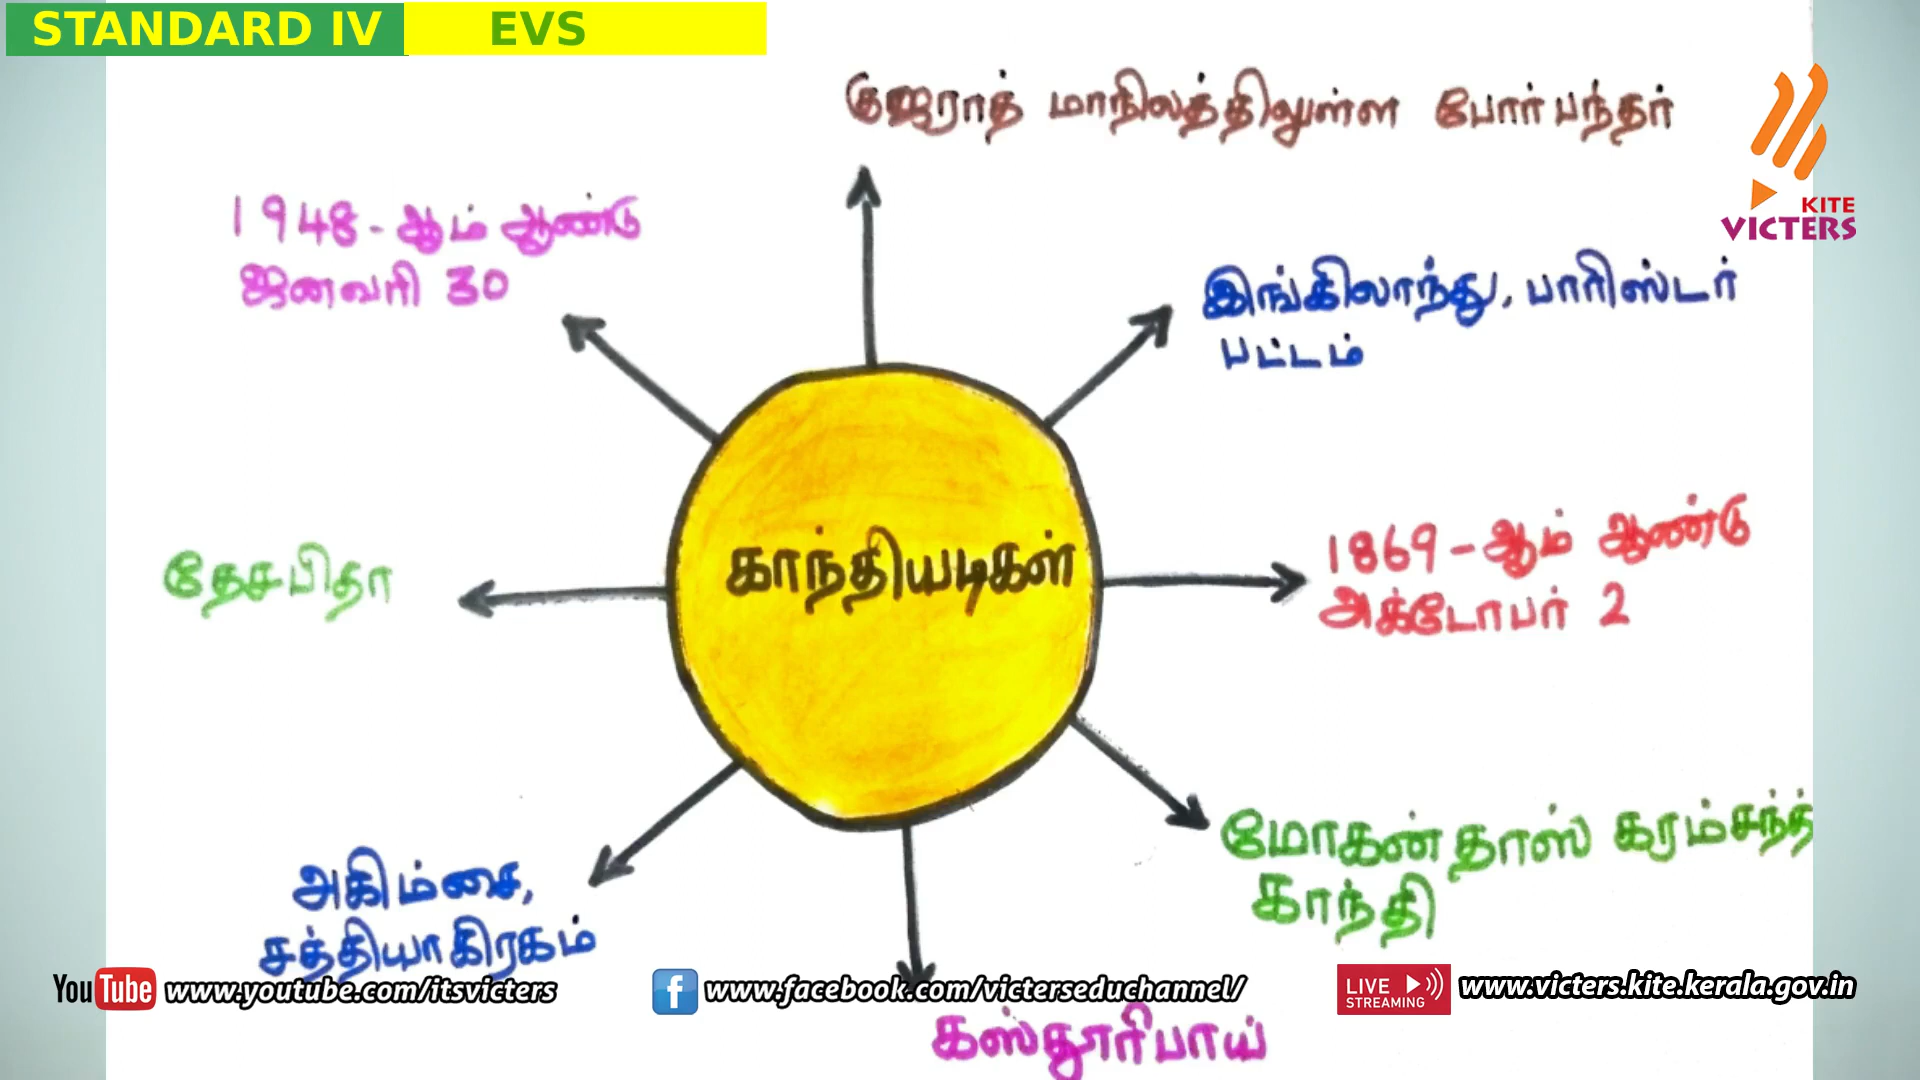 STANDARD IV EVS
குஜராத் மாநிலத்திலுள்ள போர்பந்தர்
KITE
VICTERS
1948-ஆம் ஆண்டு
ஜனவரி 30
இங்கிலாந்து, பாரிஸ்டர்
பட்டம்
காந்தியடிகள்
1869-ஆம் ஆண்டு
அக்டோபர் 2
தேசபிதா
மோகன்தாஸ் கரம்சந்த்
காந்தி
அகிம்சை,
சத்தியாகிரகம்
YouTube www.youtube.com/itsvicters
f www.facebook.com/victerseduchannel/
LIVE
STREAMING
www.victers.kite.kerala.gov.in
கஸ்தூரிபாய்